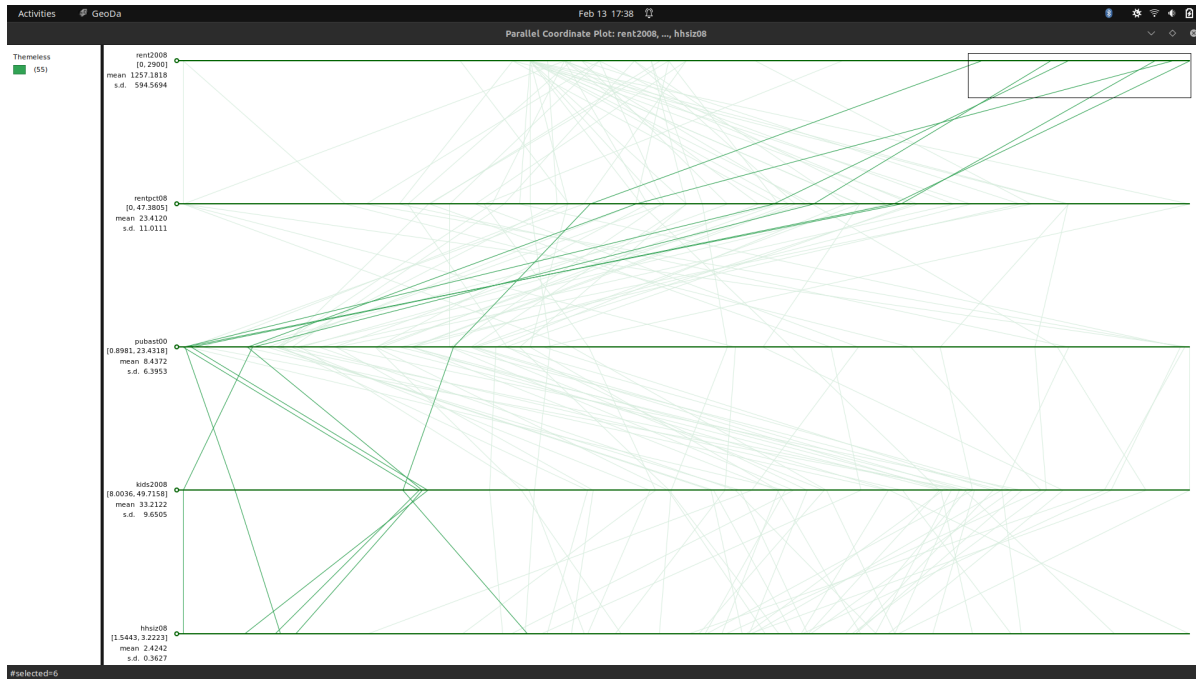 Activities GeoDa Feb 13 17:38
Parallel Coordinate Plot: rent2008, ..., hhsiz08
Themeless
(55)
rent2008
[0, 2900]
mean 1257.1818
s.d. 594.5694
rentpct08
[0, 47.3805]
mean 23.4120
s.d. 11.0111
pubast00
[0.8981, 23.4318]
mean 8.4372
s.d. 6.3953
kids2008
[8.0036, 49.7158]
mean 33.2122
s.d. 9.6505
hhsiz08
[1.5443, 3.2223]
mean 2.4242
s.d. 0.3627
#selected=6